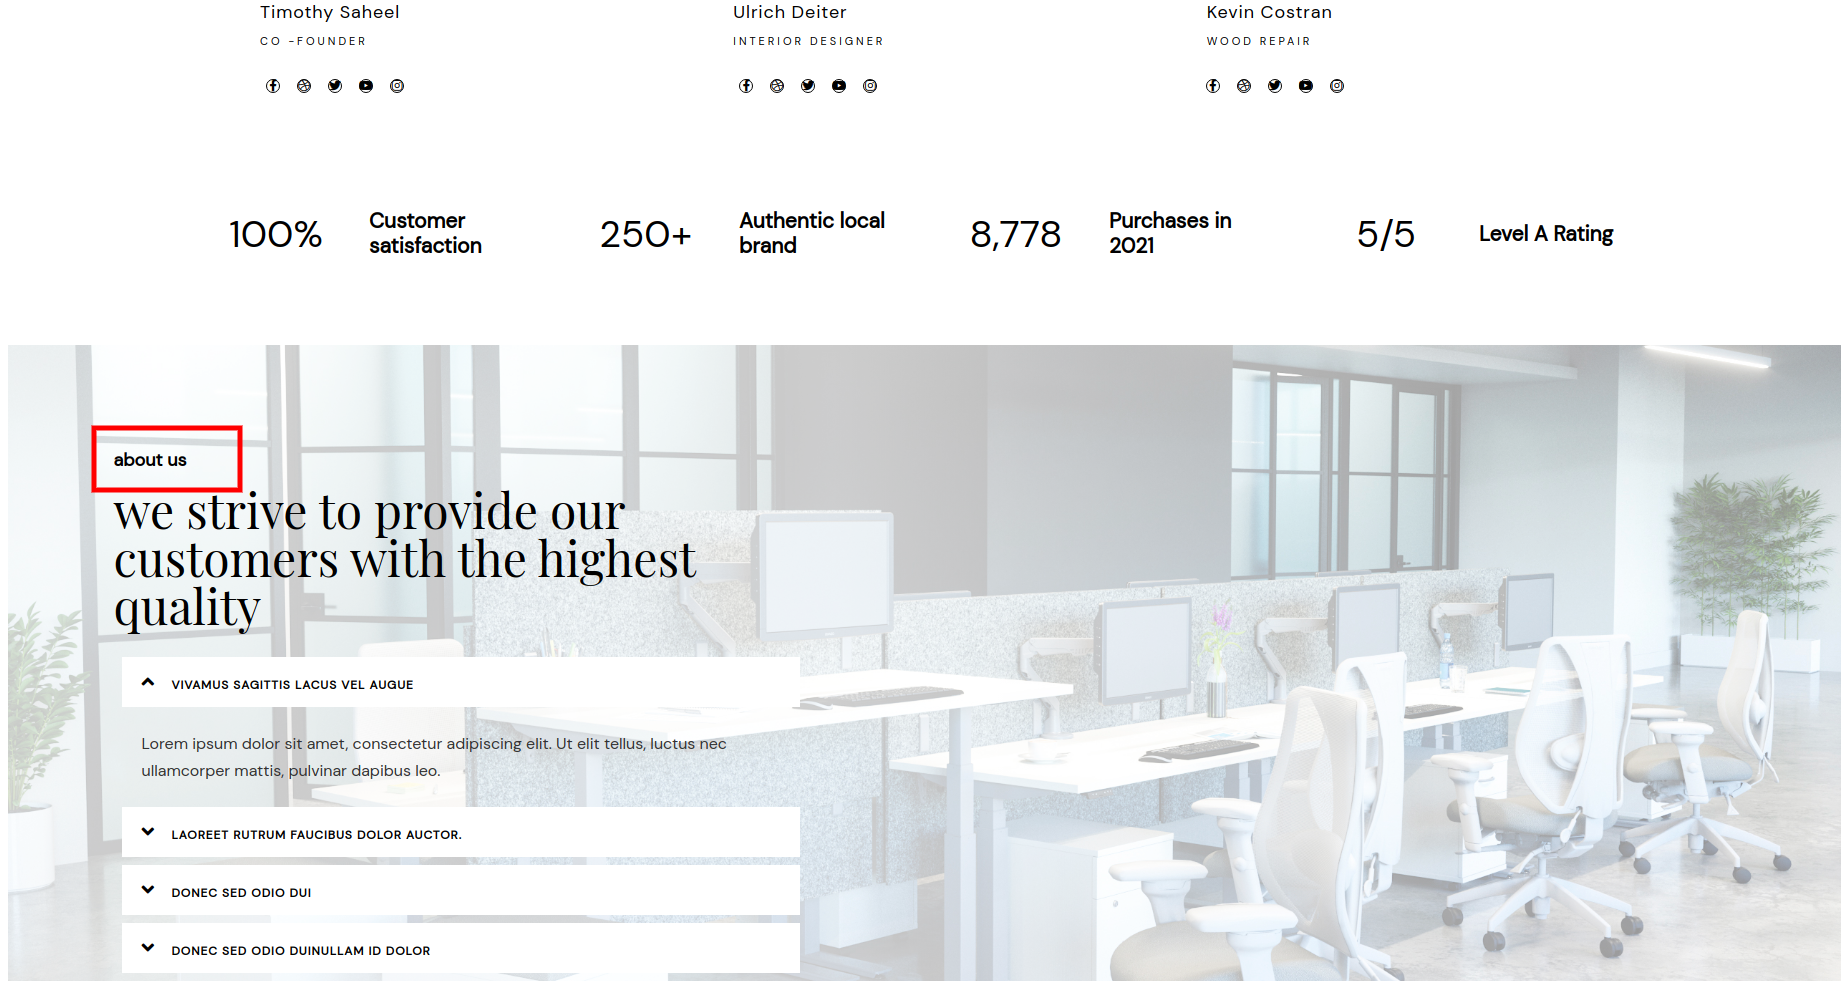 Timothy Saheel
CO -FOUNDER
Ulrich Deiter
INTERIOR DESIGNER
Kevin Costran
WOOD REPAIR
100%
Customer
satisfaction
250+
Authentic local
brand
8,778
Purchases in
2021
5/5
Level A Rating
about us
we strive to provide our
customers with the highest
quality
VIVAMUS SAGITTIS LACUS VEL AUGUE
Lorem ipsum dolor sit amet, consectetur adipiscing elit. Ut elit tellus, luctus nec
ullamcorper mattis, pulvinar dapibus leo.
LAOREET RUTRUM FAUCIBUS DOLOR AUCTOR.
DONEC SED ODIO DUI
DONEC SED ODIO DUINULLAM ID DOLOR